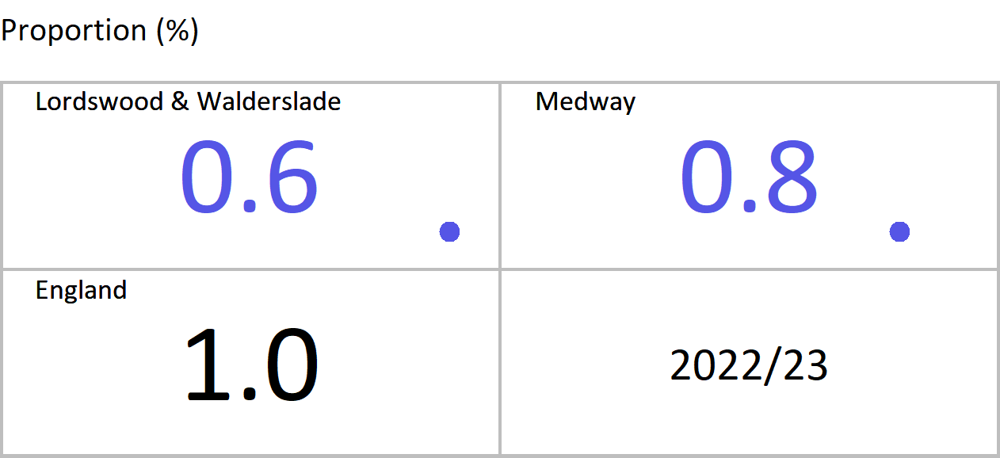 Proportion (%)
Lordswood & Walderslade
Medway
0.6
0.8
England
1.0
2022/23